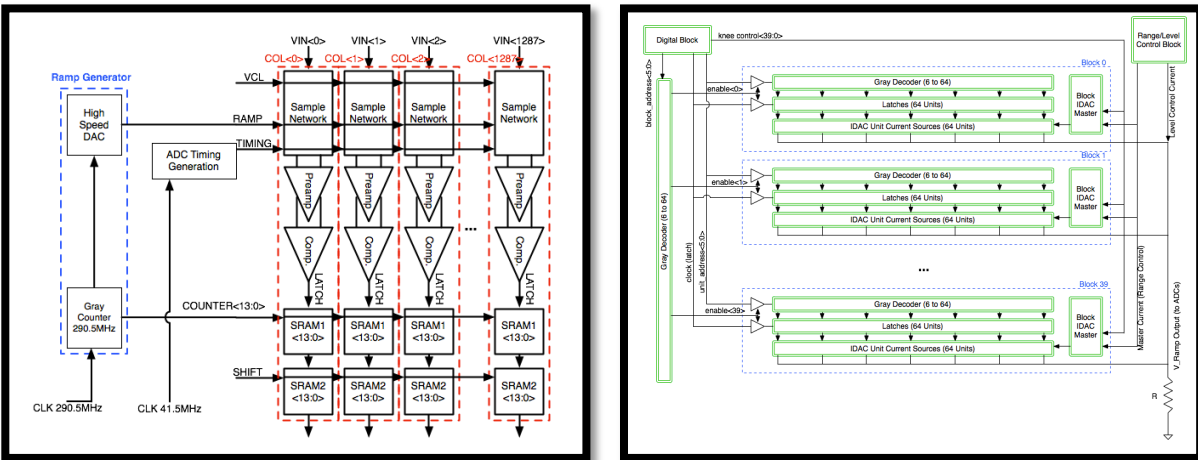 VIN<0>
VIN<1>
VIN<2>
VIN<1287>
COL<0>
COL<1>
COL<2>
COL<1287>
Ramp Generator
VCL
High
Speed
DAC
Sample
Network
Sample
Network
Sample
Network
Sample
Network
RAMP
TIMING
ADC Timing
Generation
Preamp
Preamp
Preamp
Preamp
Comp.
Comp.
Comp.
Comp.
...
LATCH
LATCH
LATCH
LATCH
COUNTER<13:0>
Gray
Counter
290.5MHz
SRAM1
<13:0>
SRAM1
<13:0>
SRAM1
<13:0>
SRAM1
<13:0>
SHIFT
SRAM2
<13:0>
SRAM2
<13:0>
SRAM2
<13:0>
SRAM2
<13:0>
CLK 290.5MHz
CLK 41.5MHz
Digital Block
knee control<39:0>
Range/Level
Control Block
block_address<5:0>
Gray Decoder (6 to 64)
clock (latch)
unit_address<5:0>
Level Control Current
Master Current (Range Control)
V_Ramp Output (to ADCs)
Block 0
enable<0>
Gray Decoder (6 to 64)
Latches (64 Units)
IDAC Unit Current Sources (64 Units)
Block
IDAC
Master
Block 1
enable<1>
Gray Decoder (6 to 64)
Latches (64 Units)
IDAC Unit Current Sources (64 Units)
Block
IDAC
Master
...
Block 39
enable<39>
Gray Decoder (6 to 64)
Latches (64 Units)
IDAC Unit Current Sources (64 Units)
Block
IDAC
Master
R